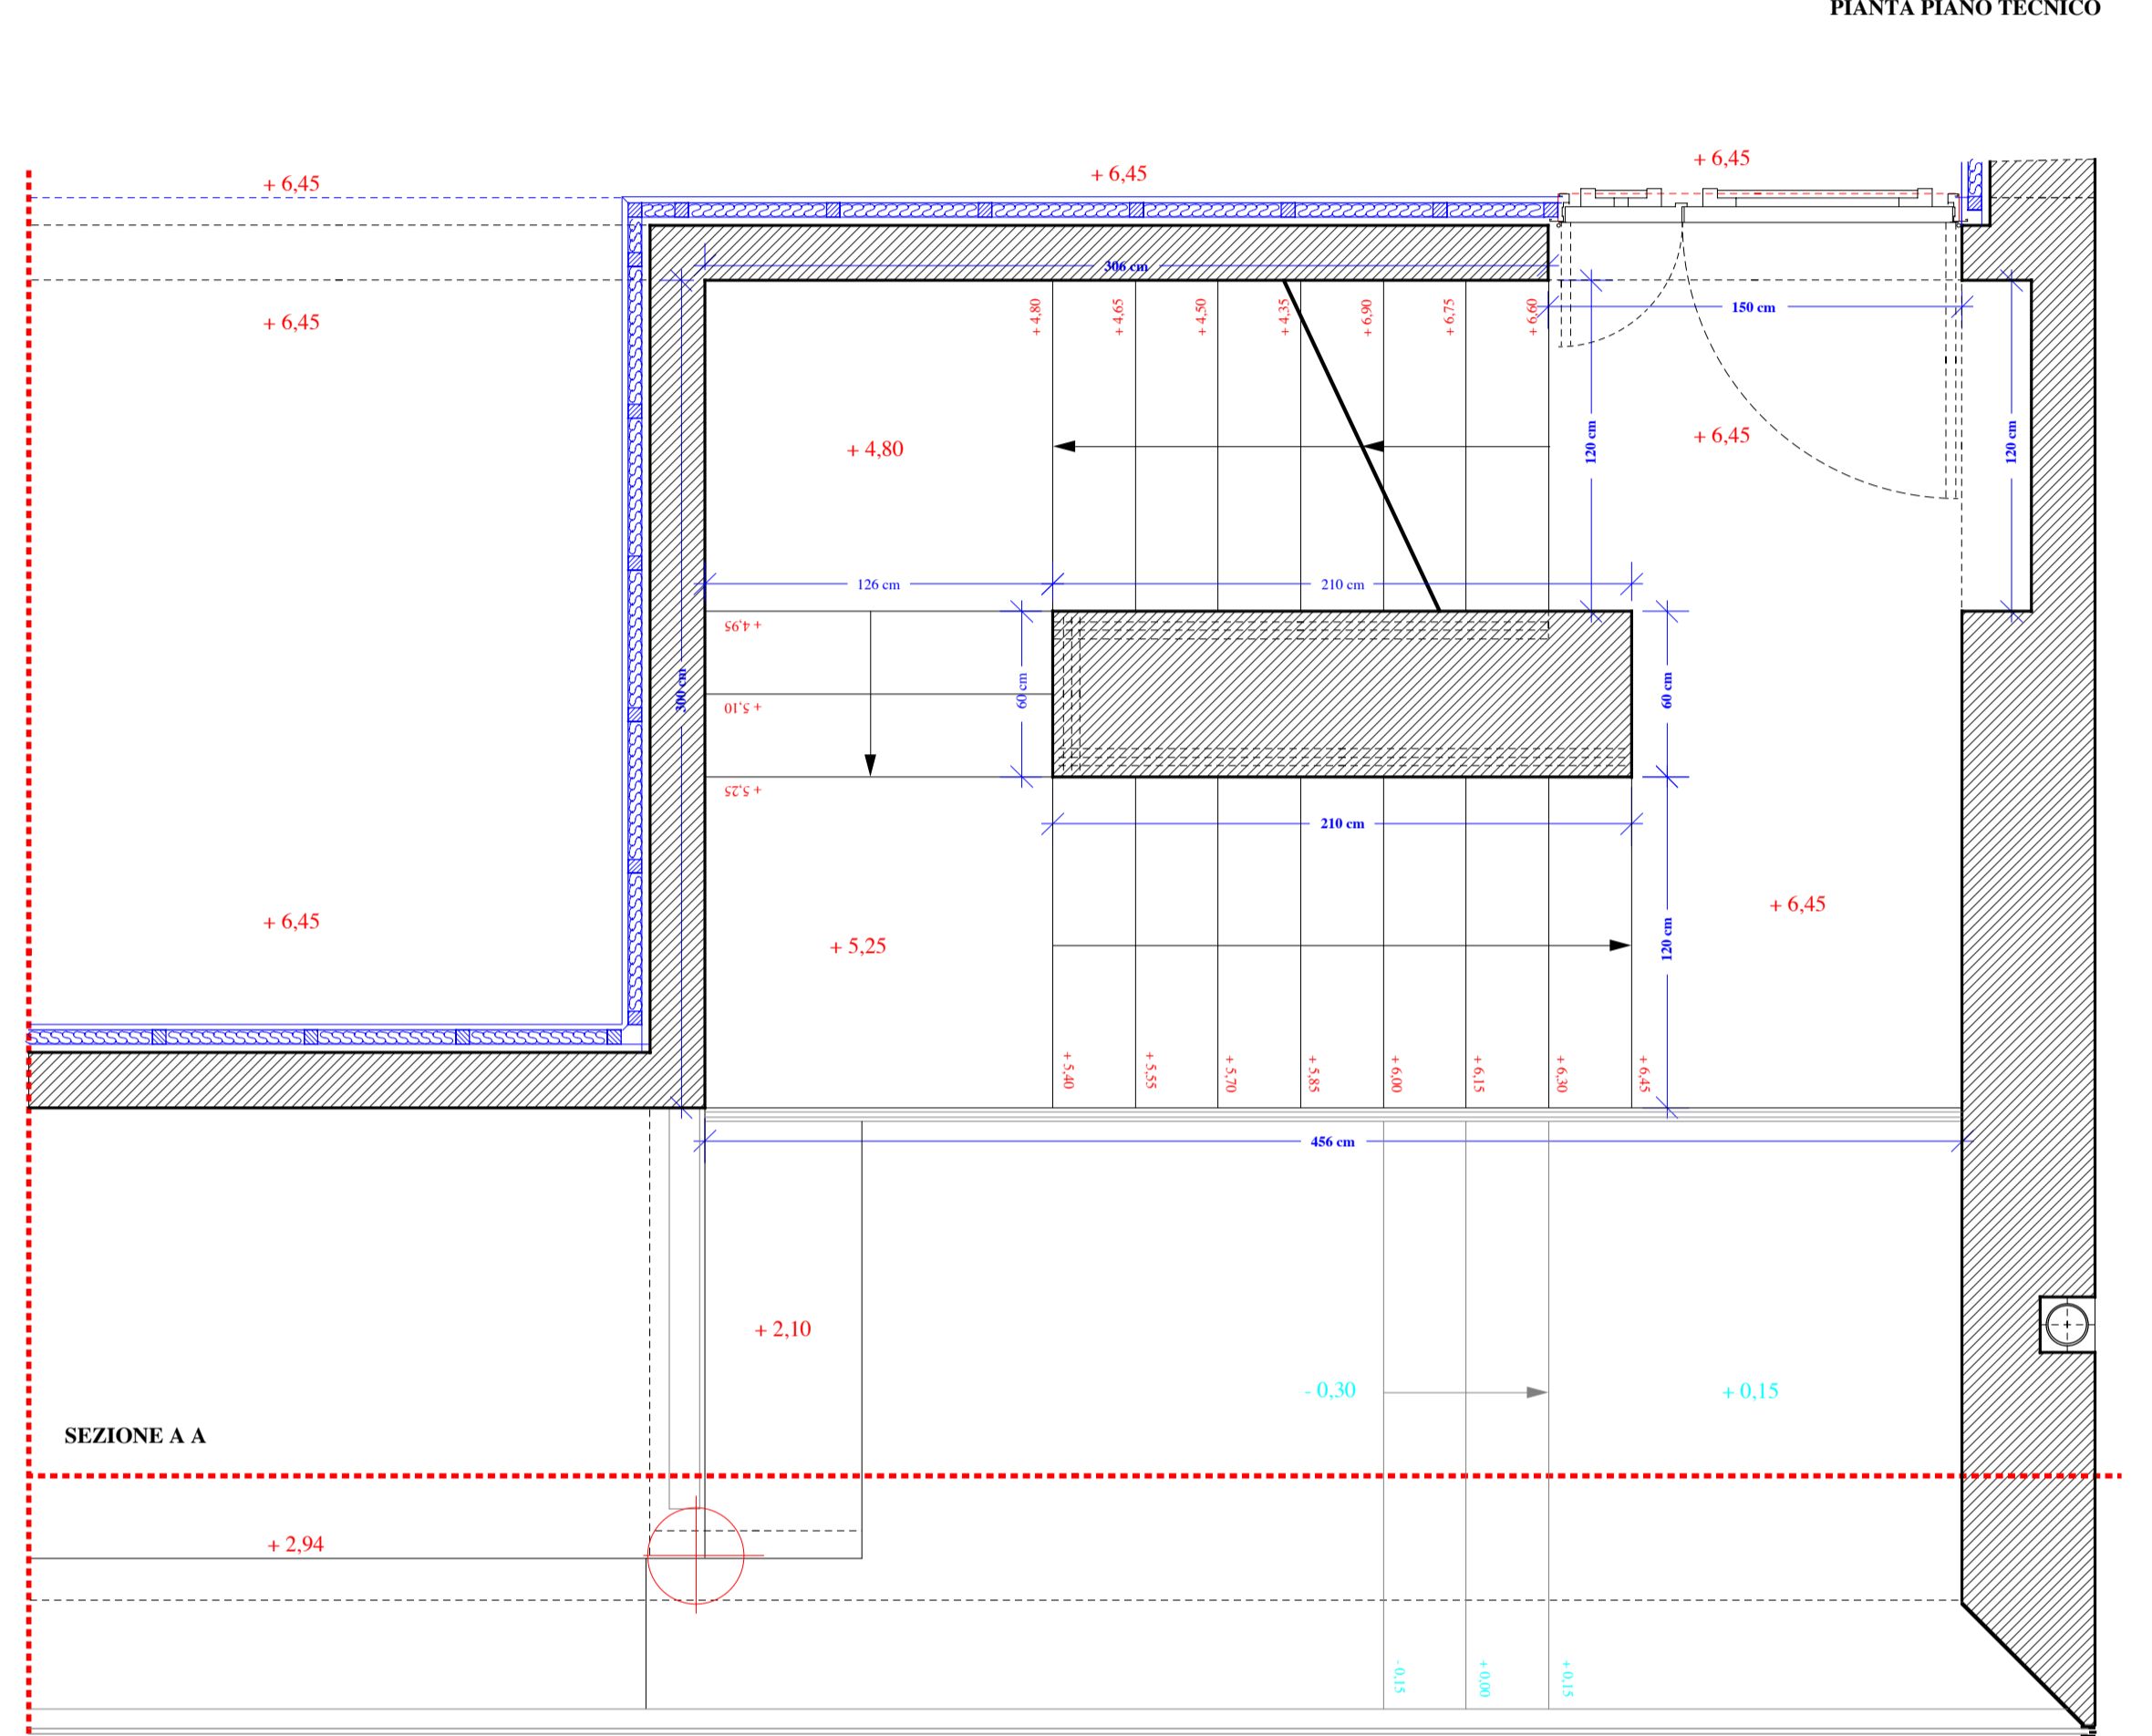 PIANTA PIANO TECNICO
+ 6,45
+ 6,45
+ 6,45
306 cm
+ 4,80
+ 4,65
+ 4,50
+ 4,35
+ 6,90
+ 6,75
+ 6,60
150 cm
+ 6,45
+ 4,80
120 cm
+ 6,45
120 cm
126 cm
210 cm
+ 4,95
300 cm
+ 5,10
60 cm
60 cm
+ 5,25
210 cm
+ 6,45
+ 5,25
120 cm
+ 6,45
+ 5,40
+ 5,55
+ 5,70
+ 5,85
+ 6,00
+ 6,15
+ 6,30
+ 6,45
456 cm
+ 2,10
- 0,30
+ 0,15
SEZIONE A A
+ 2,94
- 0,15
+ 0,00
+ 0,15